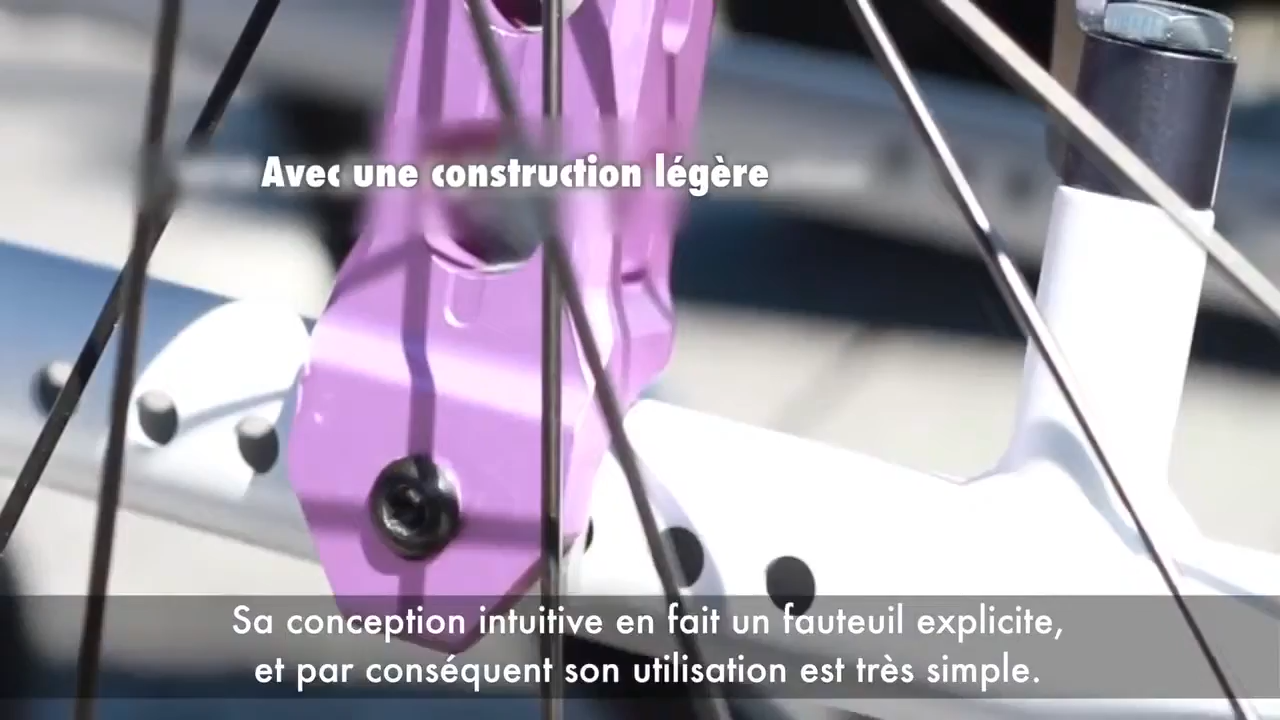 Avec une construction légère
Sa conception intuitive en fait un fauteuil explicite,
et par conséquent son utilisation est très simple.